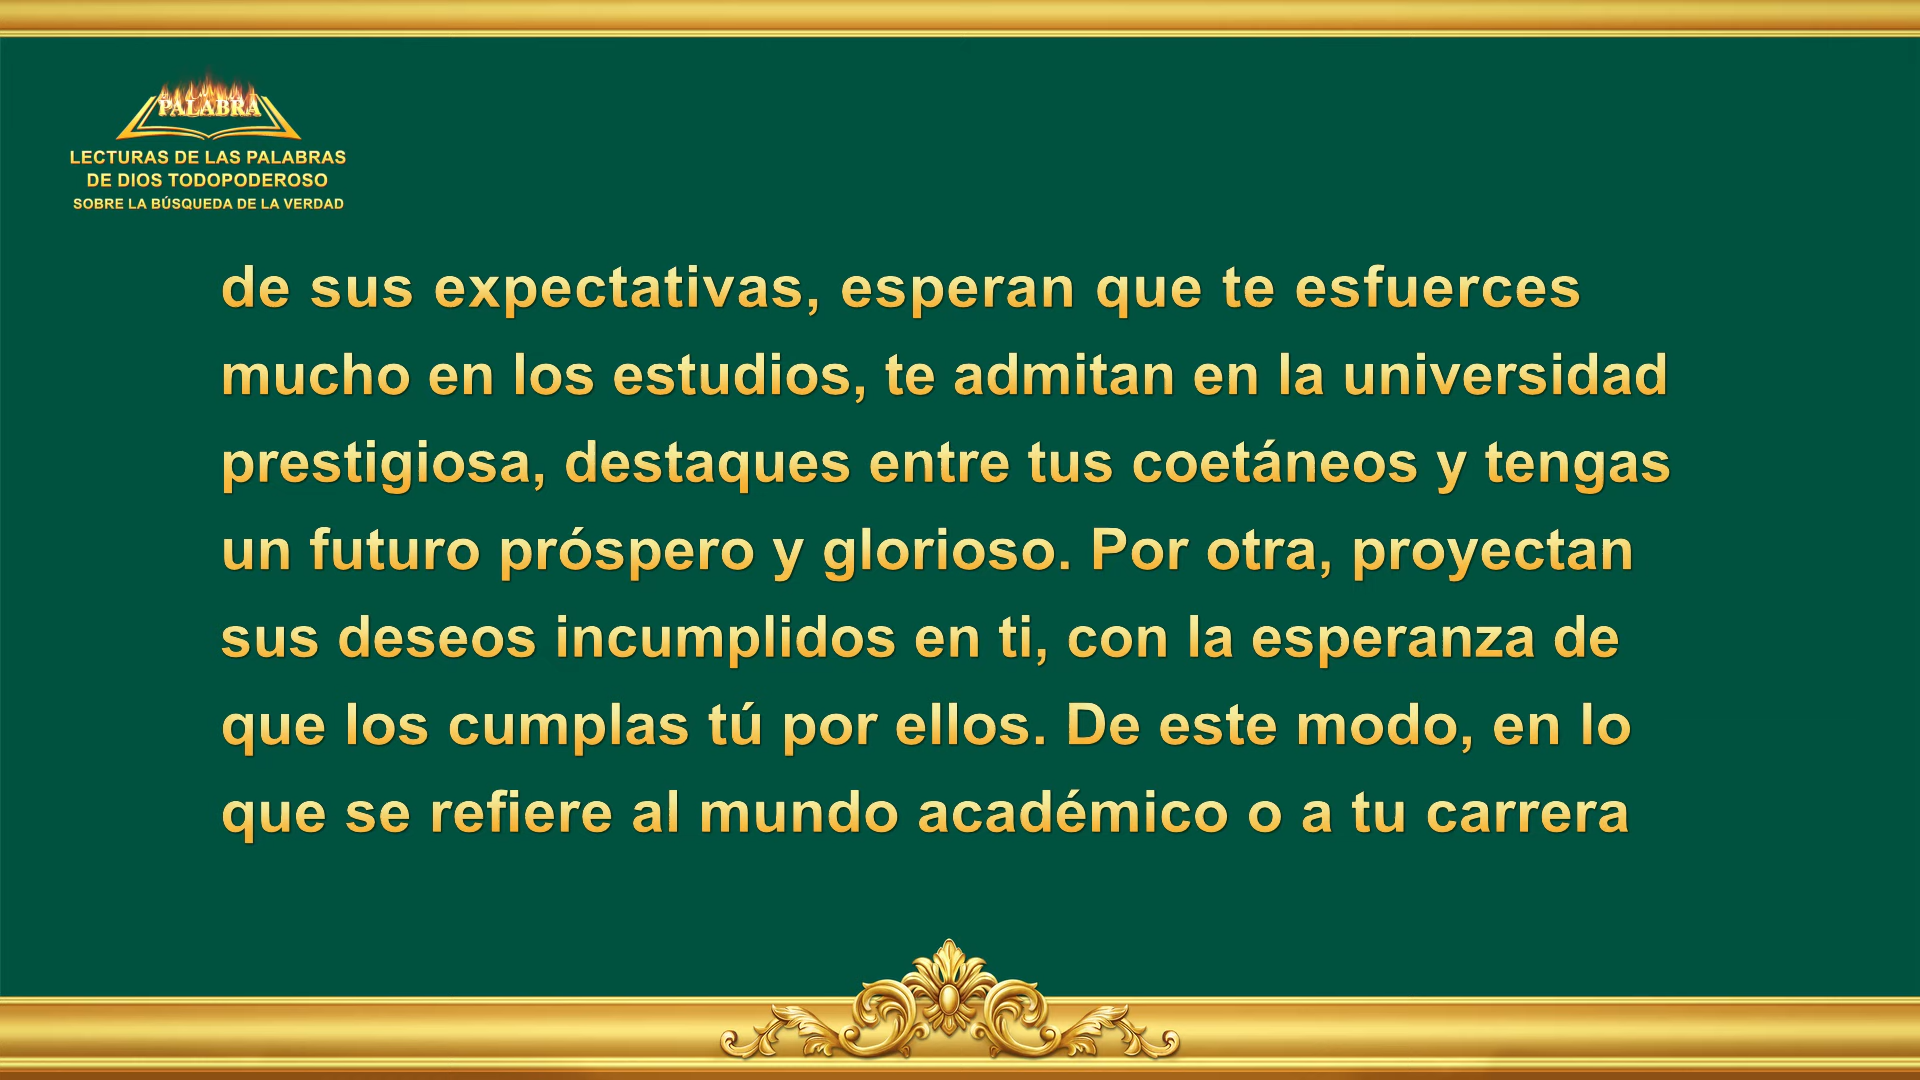 PALABRA
LECTURAS DE LAS PALABRAS
DE DIOS TODOPODEROSO
SOBRE LA BÚSQUEDA DE LA VERDAD
de sus expectativas, esperan que te esfuerces
mucho en los estudios, te admitan en la universidad
prestigiosa, destaques entre tus coetáneos y tengas
un futuro próspero y glorioso. Por otra, proyectan
sus deseos incumplidos en ti, con la esperanza de
que los cumplas tú por ellos. De este modo, en lo
que se refiere al mundo académico o a tu carrera